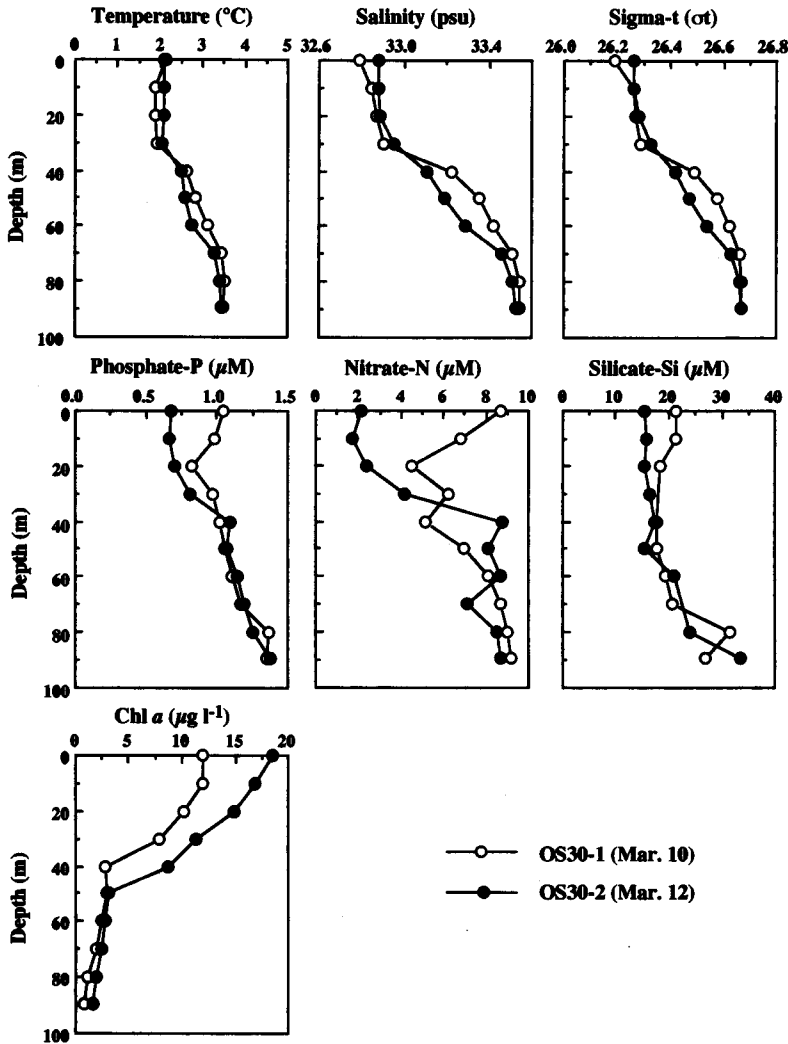 Temperature (°C)
0 1 2 3 4 5
Salinity (psu)
32.6 33.0 33.4
Sigma-t (σt)
26.0 26.2 26.4 26.6 26.8
Depth (m)
0
20
40
60
80
100
Phosphate-P (µM)
0.0 0.5 1.0 1.5
Nitrate-N (µM)
0 2 4 6 8 10
Silicate-Si (µM)
0 10 20 30 40
Depth (m)
0
20
40
60
80
100
Chl a (µg l-1)
0 5 10 15 20
Depth (m)
0
20
40
60
80
100
OS30-1 (Mar. 10)
OS30-2 (Mar. 12)